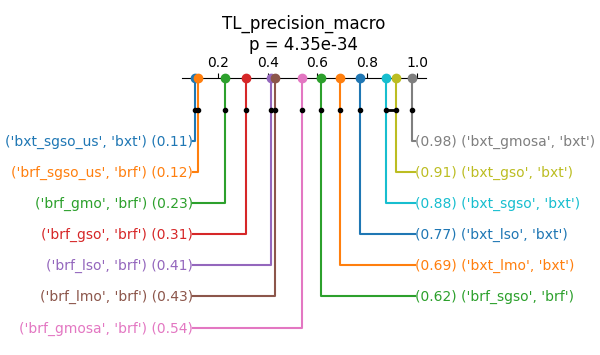 TL_precision_macro
p = 4.35e-34
0.2 0.4 0.6 0.8 1.0
('bxt_sgso_us', 'bxt') (0.11) (0.98) ('bxt_gmosa', 'bxt')
('brf_sgso_us', 'brf') (0.12) (0.91) ('bxt_gso', 'bxt')
('brf_gmo', 'brf') (0.23) (0.88) ('bxt_sgso', 'bxt')
('brf_gso', 'brf') (0.31) (0.77) ('bxt_lso', 'bxt')
('brf_lso', 'brf') (0.41) (0.69) ('bxt_lmo', 'bxt')
('brf_lmo', 'brf') (0.43) (0.62) ('brf_sgso', 'brf')
('brf_gmosa', 'brf') (0.54)